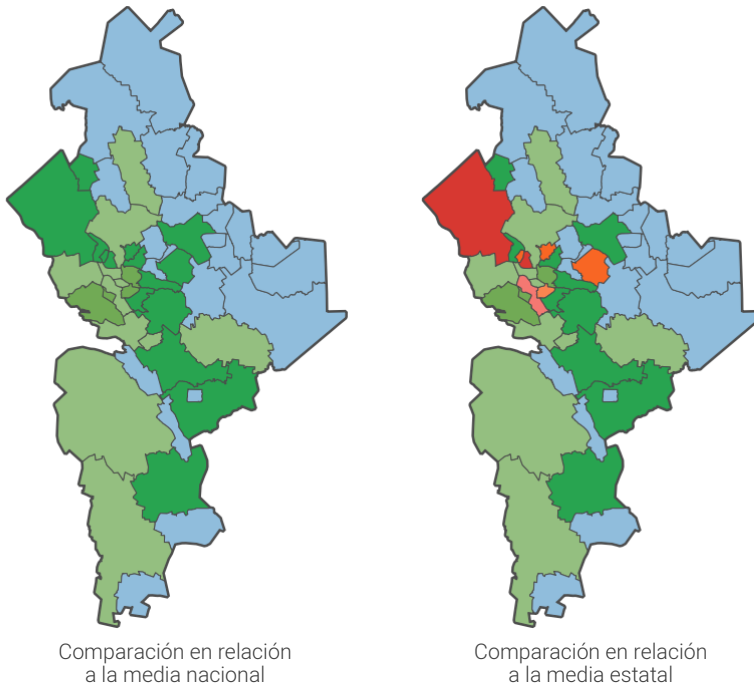 Comparación en relación
a la media nacional
Comparación en relación
a la media estatal